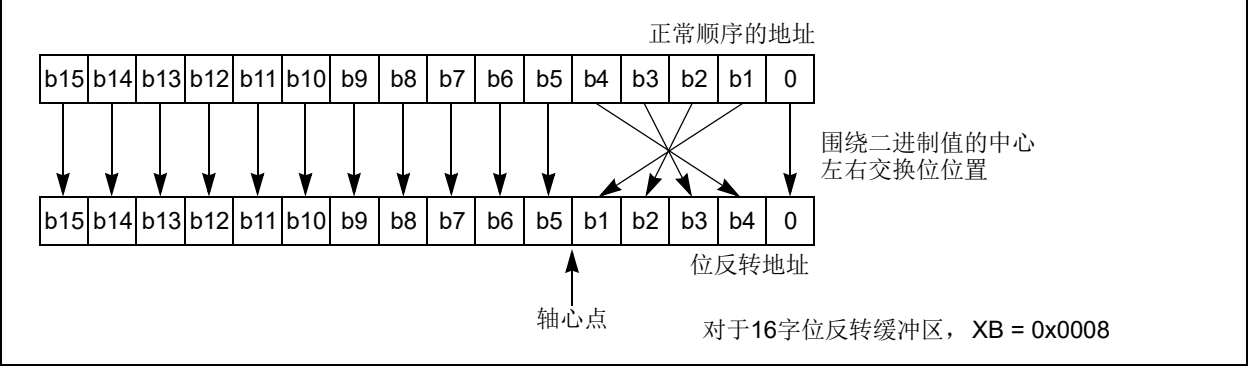 正常顺序的地址
b15 b14 b13 b12 b11 b10 b9 b8 b7 b6 b5 b4 b3 b2 b1 0
围绕二进制值的中心
左右交换位位置
b15 b14 b13 b12 b11 b10 b9 b8 b7 b6 b5 b1 b2 b3 b4 0
位反转地址
轴心点
对于16字位反转缓冲区， XB = 0x0008